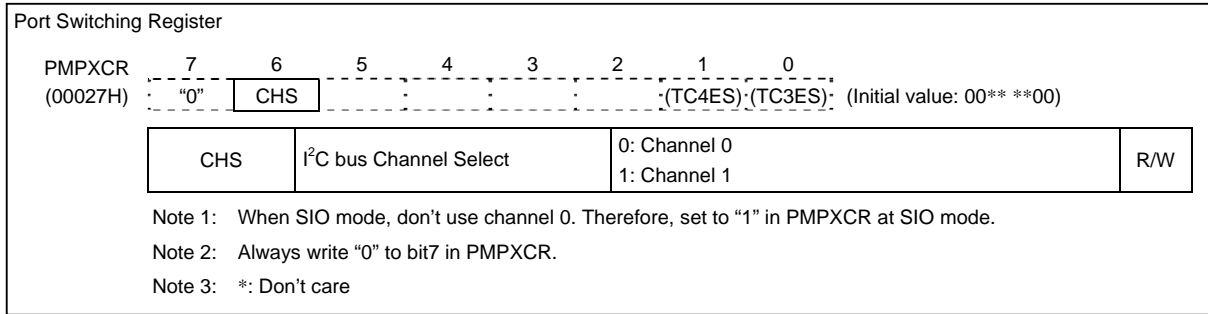 Port Switching Register
PMPXCR 7 6 5 4 3 2 1 0
(00027H) “0” CHS (TC4ES) (TC3ES) (Initial value: 00** **00)
CHS I²C bus Channel Select 0: Channel 0 R/W
1: Channel 1
Note 1: When SIO mode, don’t use channel 0. Therefore, set to “1” in PMPXCR at SIO mode.
Note 2: Always write “0” to bit7 in PMPXCR.
Note 3: *: Don’t care